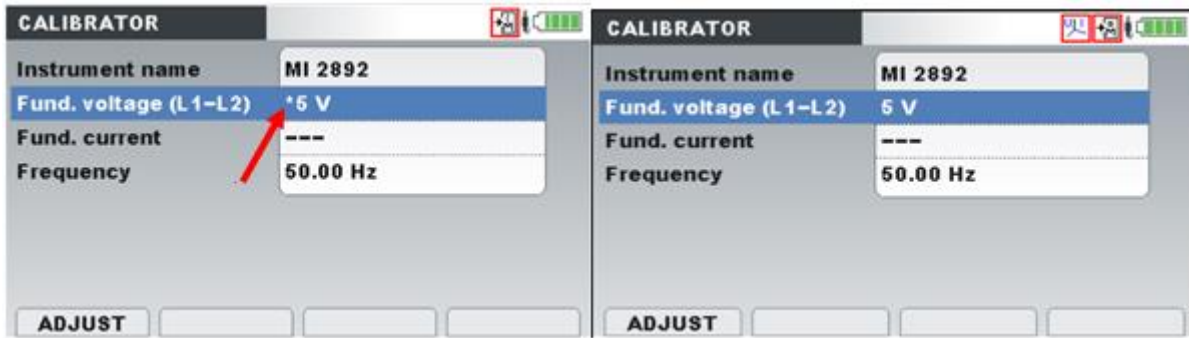 CALIBRATOR
Instrument name MI 2892
Fund. voltage (L1-L2) *5 V
Fund. current ---
Frequency 50.00 Hz
ADJUST
CALIBRATOR
Instrument name MI 2892
Fund. voltage (L1-L2) 5 V
Fund. current ---
Frequency 50.00 Hz
ADJUST